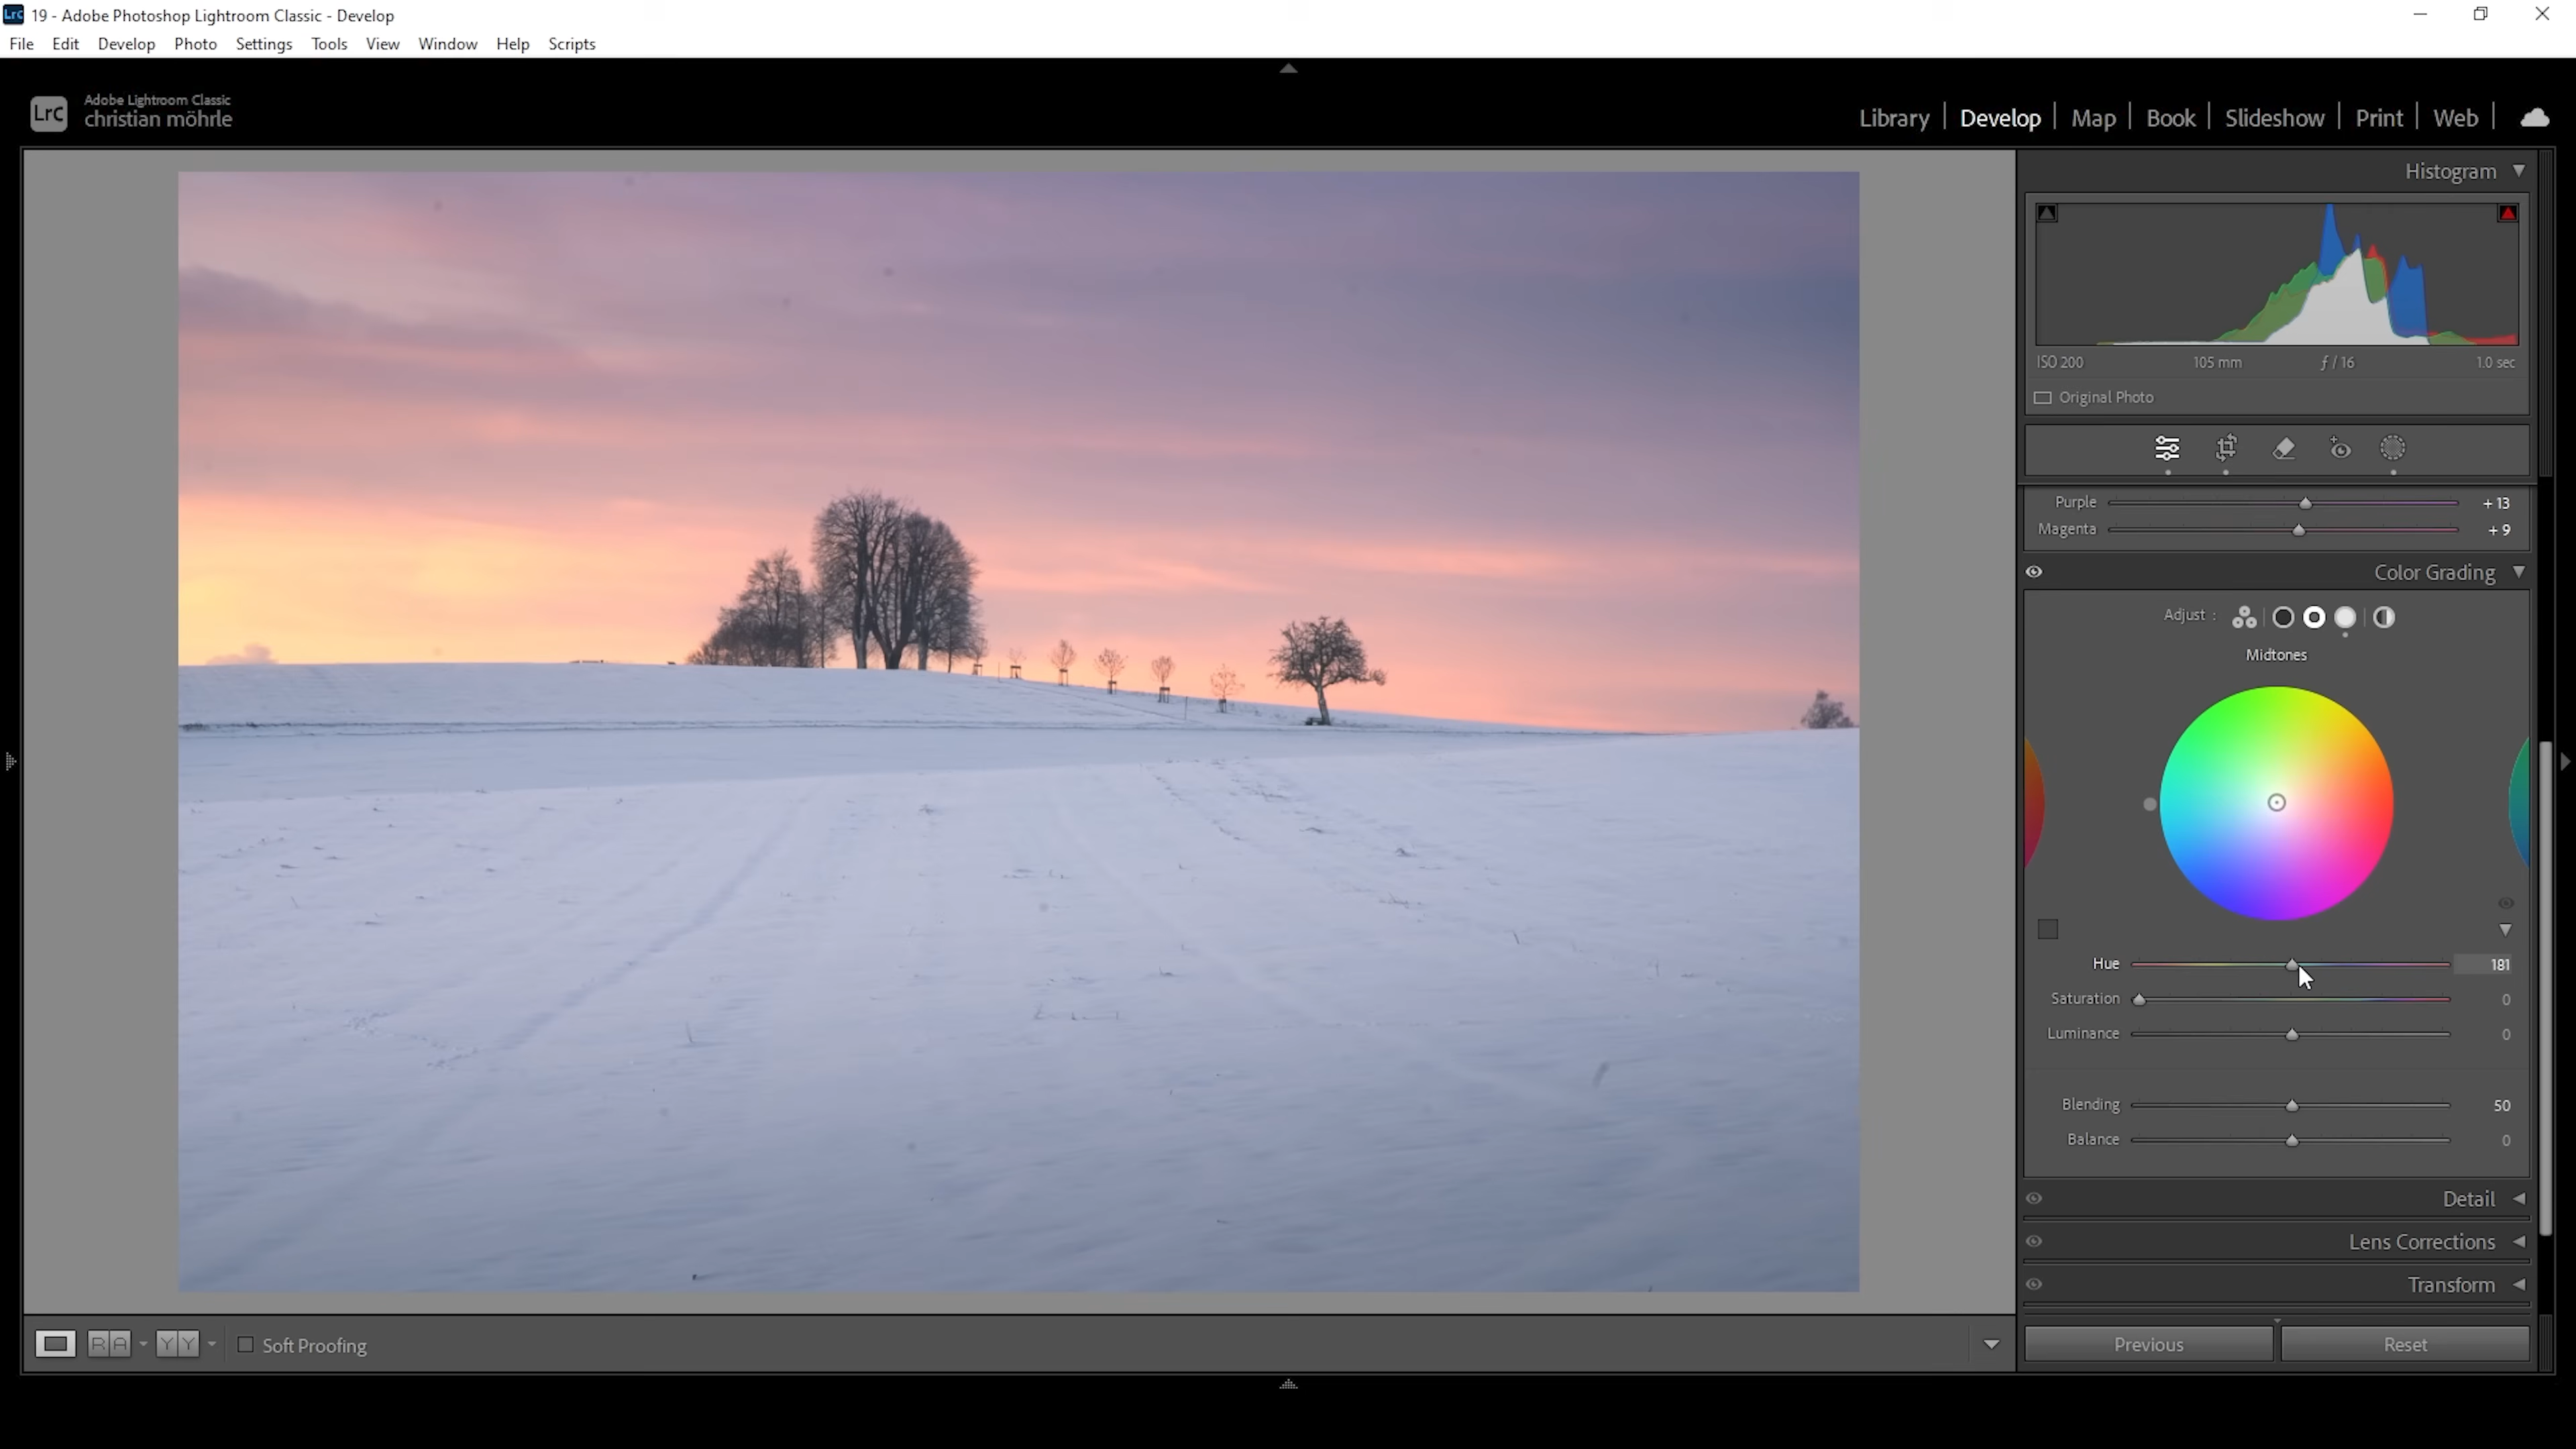 19 - Adobe Photoshop Lightroom Classic - Develop
File Edit Develop Photo Settings Tools View Window Help Scripts
Lrc Adobe Lightroom Classic
christian möhrle
Library | Develop | Map | Book | Slideshow | Print | Web |
Histogram
ISO 200 105 mm ƒ / 16 1.0 sec
Original Photo
Purple + 13
Magenta + 9
Color Grading
Adjust :
Midtones
Hue 181
Saturation 0
Luminance 0
Blending 50
Balance 0
Detail
Lens Corrections
Transform
R A Y Y Soft Proofing
Previous Reset